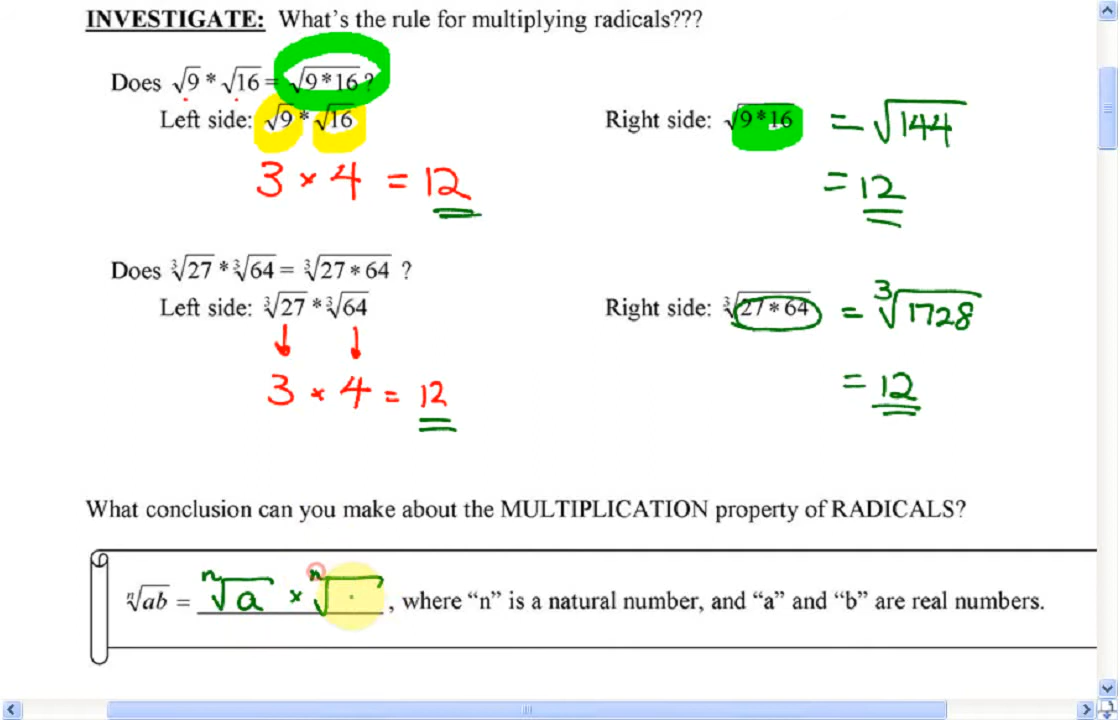 INVESTIGATE: What's the rule for multiplying radicals???
Does √9 * √16 = √9 * 16 ?
Left side: √9 * √16
Right side: √9 * 16 = √144
3 × 4 = 12
= 12
Does ∛27 * ∛64 = ∛27 * 64 ?
Left side: ∛27 * ∛64
Right side: ∛27 * 64 = ∛1728
3 × 4 = 12
= 12
What conclusion can you make about the MULTIPLICATION property of RADICALS?
ⁿ√ab = ⁿ√a × ⁿ√ , where “n” is a natural number, and “a” and “b” are real numbers.